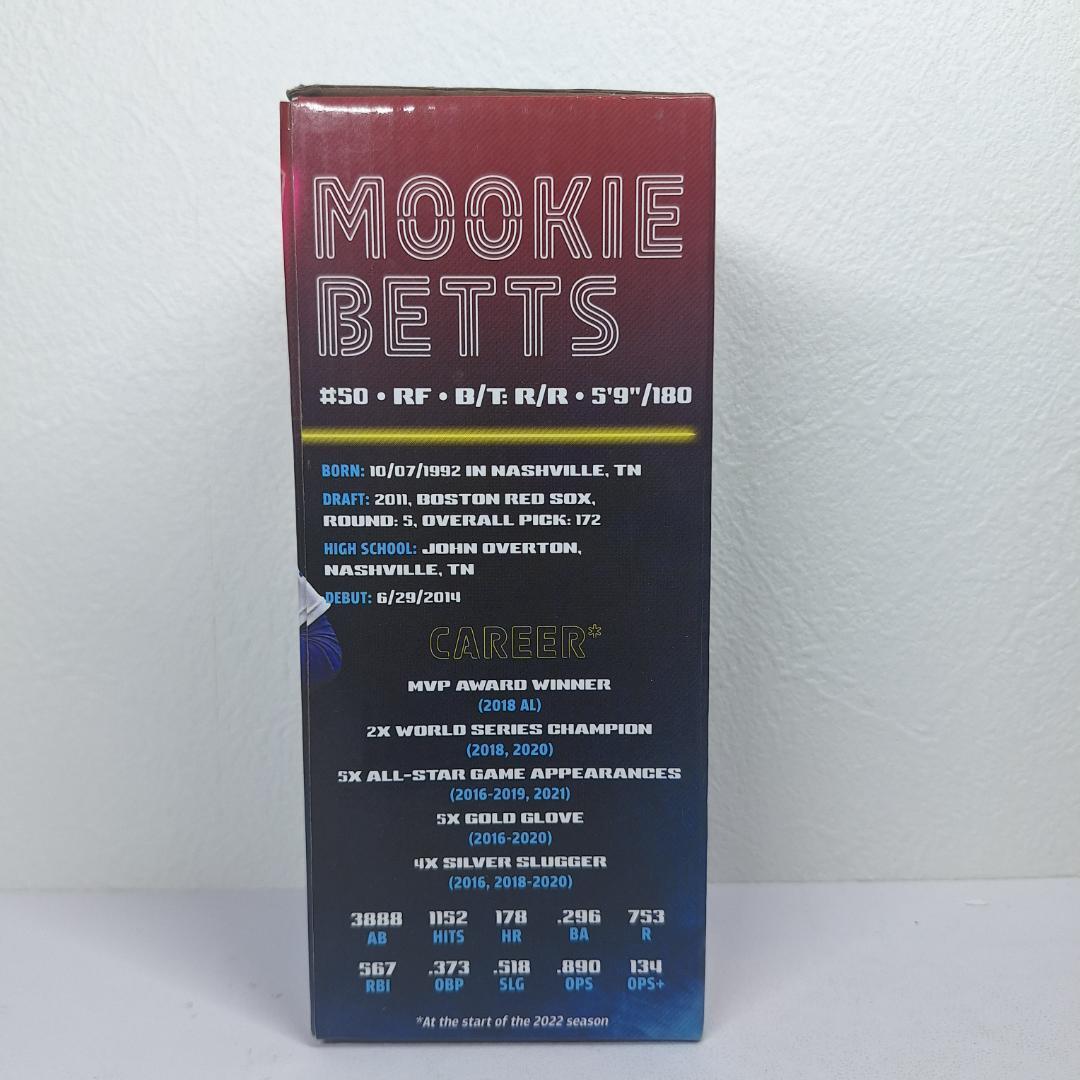 MOOKIE
BETTS
#50 • RF • B/T: R/R • 5'9"/180
BORN: 10/07/1992 IN NASHVILLE, TN
DRAFT: 2011, BOSTON RED SOX,
ROUND: 5, OVERALL PICK: 172
HIGH SCHOOL: JOHN OVERTON,
NASHVILLE, TN
DEBUT: 6/29/2014
CAREER*
MVP AWARD WINNER
(2018 AL)
2X WORLD SERIES CHAMPION
(2018, 2020)
5X ALL-STAR GAME APPEARANCES
(2016-2019, 2021)
5X GOLD GLOVE
(2016-2020)
4X SILVER SLUGGER
(2016, 2018-2020)
3888 1152 178 .296 753
AB HITS HR BA R
567 .373 .518 .890 134
RBI OBP SLG OPS OPS+
*At the start of the 2022 season